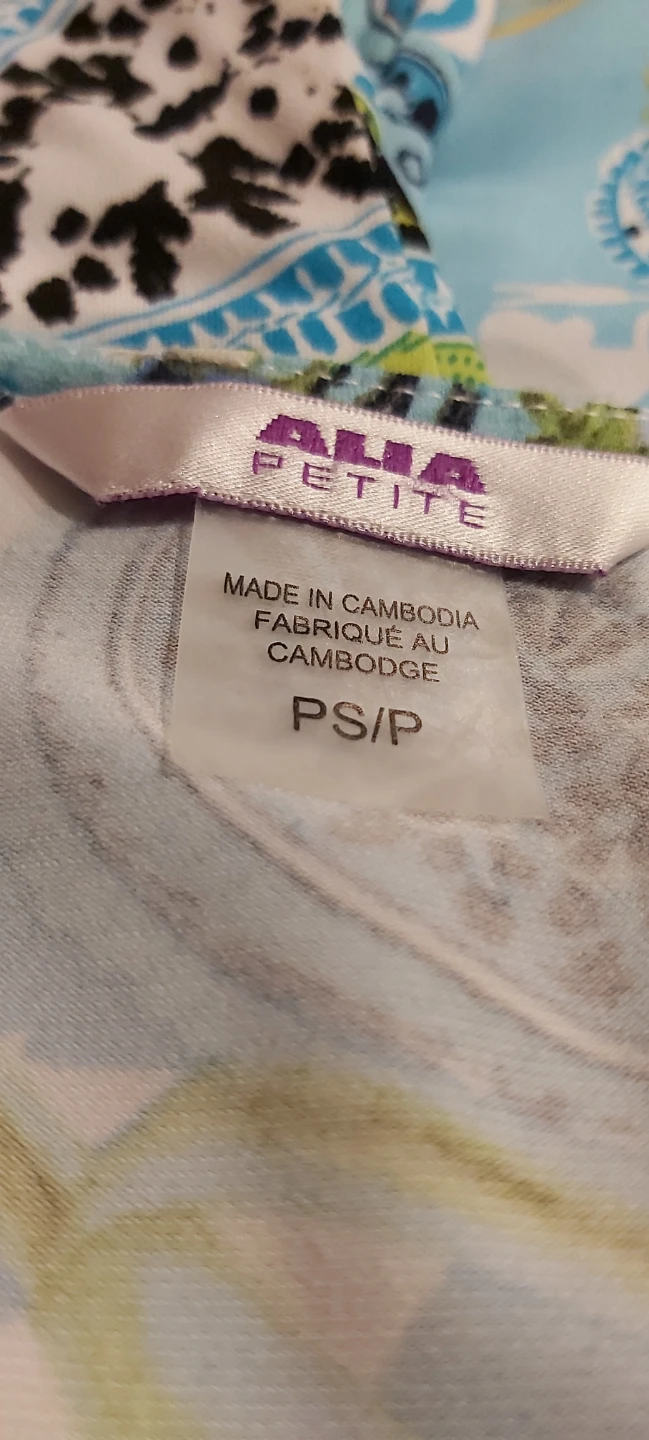 ALIA
PETITE
MADE IN CAMBODIA
FABRIQUÉ AU
CAMBODGE
PS/P